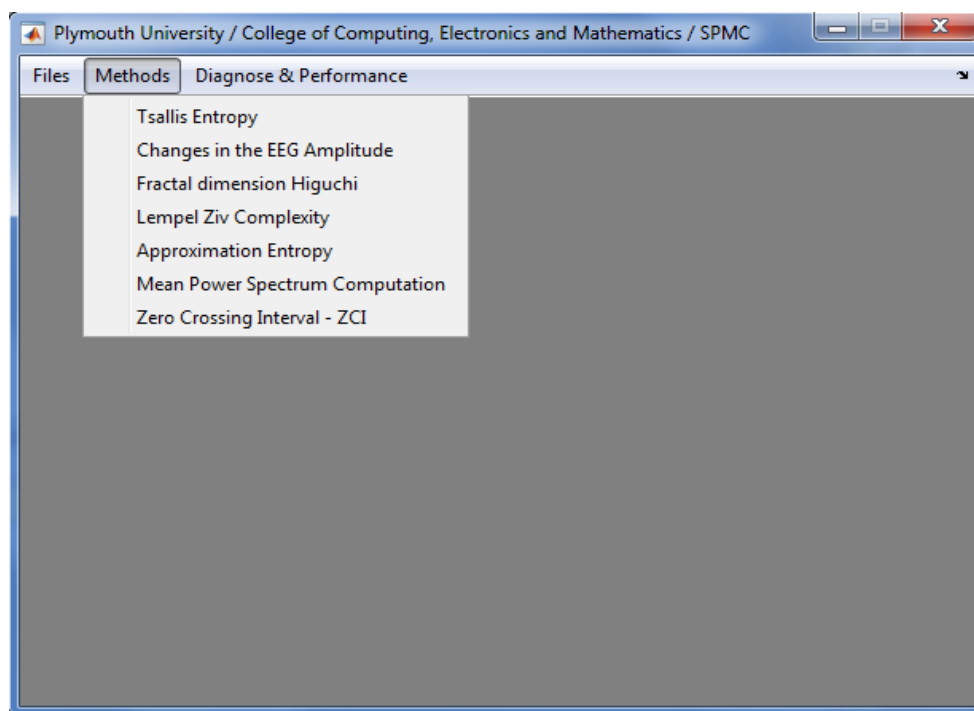 Plymouth University / College of Computing, Electronics and Mathematics / SPMC
Files Methods Diagnose & Performance
Tsallis Entropy
Changes in the EEG Amplitude
Fractal dimension Higuchi
Lempel Ziv Complexity
Approximation Entropy
Mean Power Spectrum Computation
Zero Crossing Interval - ZCI